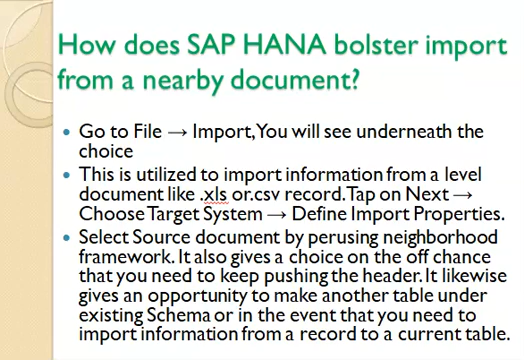 How does SAP HANA bolster import
from a nearby document?
• Go to File → Import,You will see underneath the
choice
• This is utilized to import information from a level
document like .xls or.csv record.Tap on Next →
Choose Target System → Define Import Properties.
• Select Source document by perusing neighborhood
framework. It also gives a choice on the off chance
that you need to keep pushing the header. It likewise
gives an opportunity to make another table under
existing Schema or in the event that you need to
import information from a record to a current table.